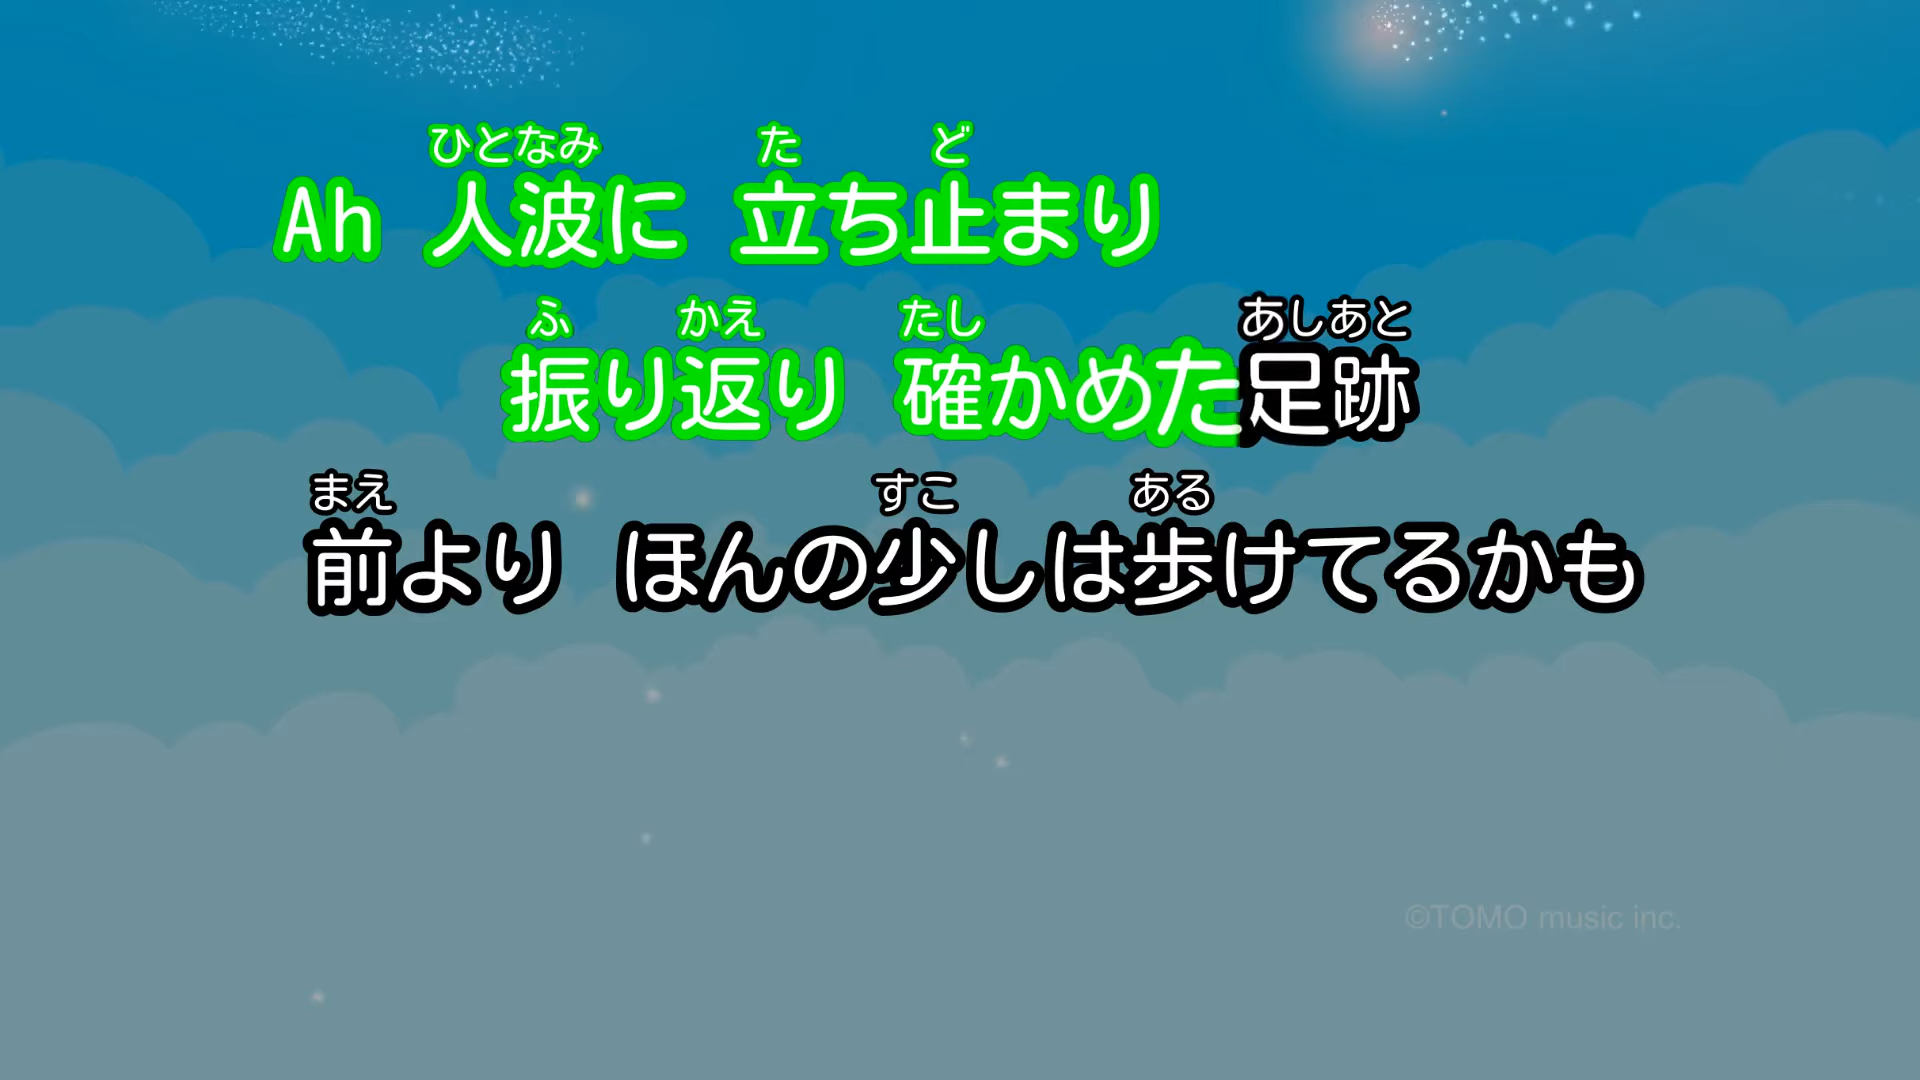 ひとなみ た ど
Ah 人波に 立ち止まり
ふ かえ たし あしあと
振り返り 確かめた足跡
まえ すこ ある
前より ほんの少しは歩けてるかも
©TOMO music inc.